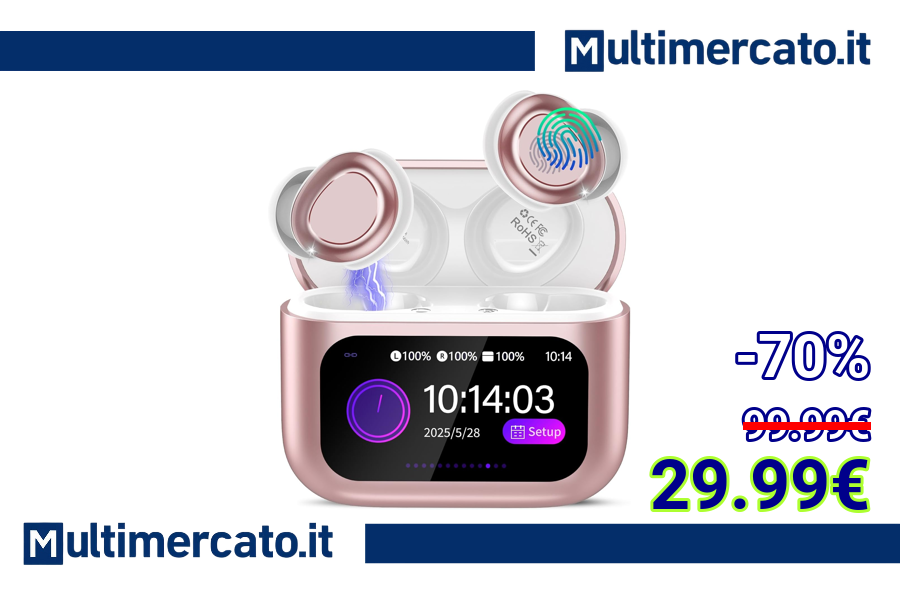 Multimercato.it
RoHS
L 100% R 100% 100% 10:14
10:14:03
2025/5/28
Setup
-70%
99.99€
29.99€
Multimercato.it